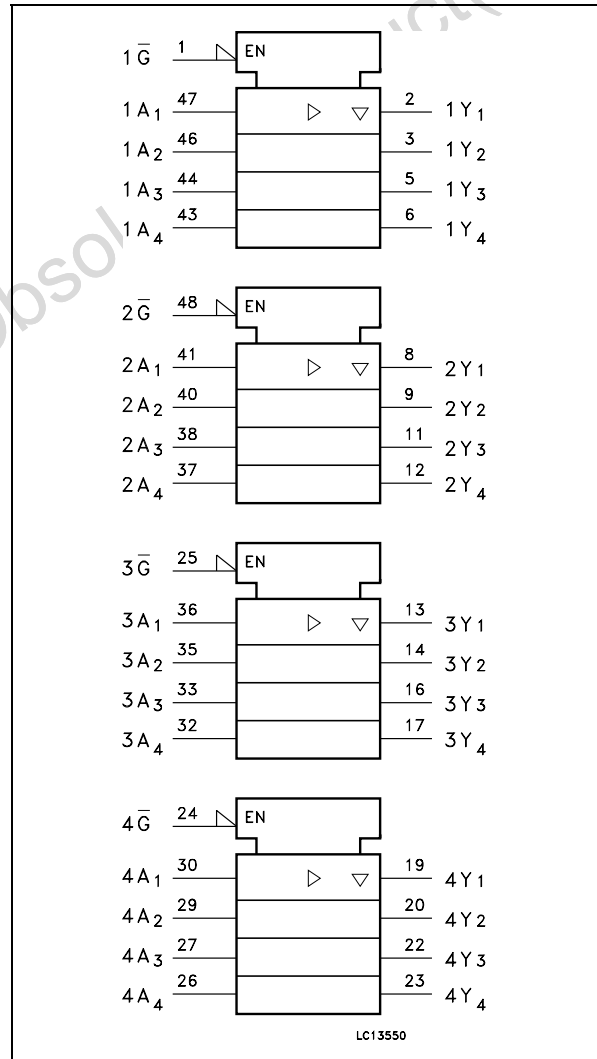 1G̅ 1 EN
1A1 47 2 1Y1
1A2 46 3 1Y2
1A3 44 5 1Y3
1A4 43 6 1Y4
2G̅ 48 EN
2A1 41 8 2Y1
2A2 40 9 2Y2
2A3 38 11 2Y3
2A4 37 12 2Y4
3G̅ 25 EN
3A1 36 13 3Y1
3A2 35 14 3Y2
3A3 33 16 3Y3
3A4 32 17 3Y4
4G̅ 24 EN
4A1 30 19 4Y1
4A2 29 20 4Y2
4A3 27 22 4Y3
4A4 26 23 4Y4
LC13550